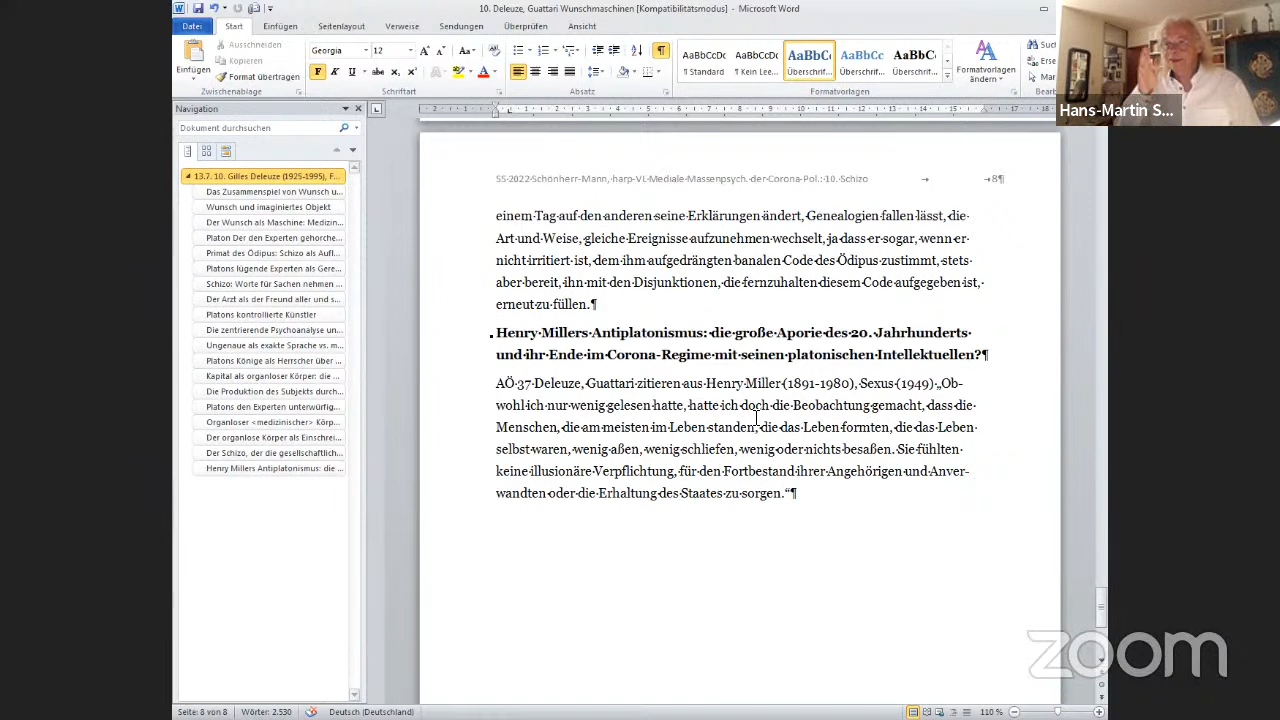 10. Deleuze, Guattari Wunschmaschinen [Kompatibilitätsmodus] - Microsoft Word
Datei Start Einfügen Seitenlayout Verweise Sendungen Überprüfen Ansicht
Einfügen
Ausschneiden
Kopieren
Format übertragen
Zwischenablage
Georgia 12
F K U abc x₂ x²
Schriftart
Absatz
AaBbCcDc AaBbCcDc AaBbCc AaBbCc AaBbCc
¶ Standard ¶ Kein Lee... Überschrif... Überschrif... Überschrif...
Formatvorlagen
Formatvorlagen ändern
Hans-Martin S...
Navigation
Dokument durchsuchen
13.7. 10. Gilles Deleuze (1925-1995), F...
Das Zusammenspiel von Wunsch u...
Wunsch und imaginiertes Objekt
Der Wunsch als Maschine: Medizin...
Platon Der den Experten gehorche...
Primat des Ödipus: Schizo als Aufl...
Platons lügende Experten als Gere...
Schizo: Worte für Sachen nehmen ...
Der Arzt als der Freund aller und s...
Platons kontrollierte Künstler
Die zentrierende Psychoanalyse un...
Ungenaue als exakte Sprache vs. m...
Platons Könige als Herrscher über ...
Kapital als organloser Körper: die ...
Die Produktion des Subjekts durch...
Platons den Experten unterwürfig...
Organloser <medizinischer> Körp...
Der organlose Körper als Einschrei...
Der Schizo, der die gesellschaftlich...
Henry Millers Antiplatonismus: die ...
SS 2022 Schönherr-Mann, harp-VL Mediale Massenpsych. der Corona-Pol.: 10. Schizo 8¶
einem Tag auf den anderen seine Erklärungen ändert, Genealogien fallen lässt, die
Art und Weise, gleiche Ereignisse aufzunehmen wechselt, ja dass er sogar, wenn er
nicht irritiert ist, dem ihm aufgedrängten banalen Code des Ödipus zustimmt, stets
aber bereit, ihn mit den Disjunktionen, die fernzuhalten diesem Code aufgegeben ist,
erneut zu füllen.¶
Henry Millers Antiplatonismus: die große Aporie des 20. Jahrhunderts
und ihr Ende im Corona-Regime mit seinen platonischen Intellektuellen?¶
AÖ 37 Deleuze, Guattari zitieren aus Henry Miller (1891-1980), Sexus (1949) „Ob-
wohl ich nur wenig gelesen hatte, hatte ich doch die Beobachtung gemacht, dass die
Menschen, die am meisten im Leben standen, die das Leben formten, die das Leben
selbst waren, wenig aßen, wenig schliefen, wenig oder nichts besaßen. Sie fühlten
keine illusionäre Verpflichtung, für den Fortbestand ihrer Angehörigen und Anver-
wandten oder die Erhaltung des Staates zu sorgen.“¶
zoom
Seite: 8 von 8 Wörter: 2.530 Deutsch (Deutschland) 110 %